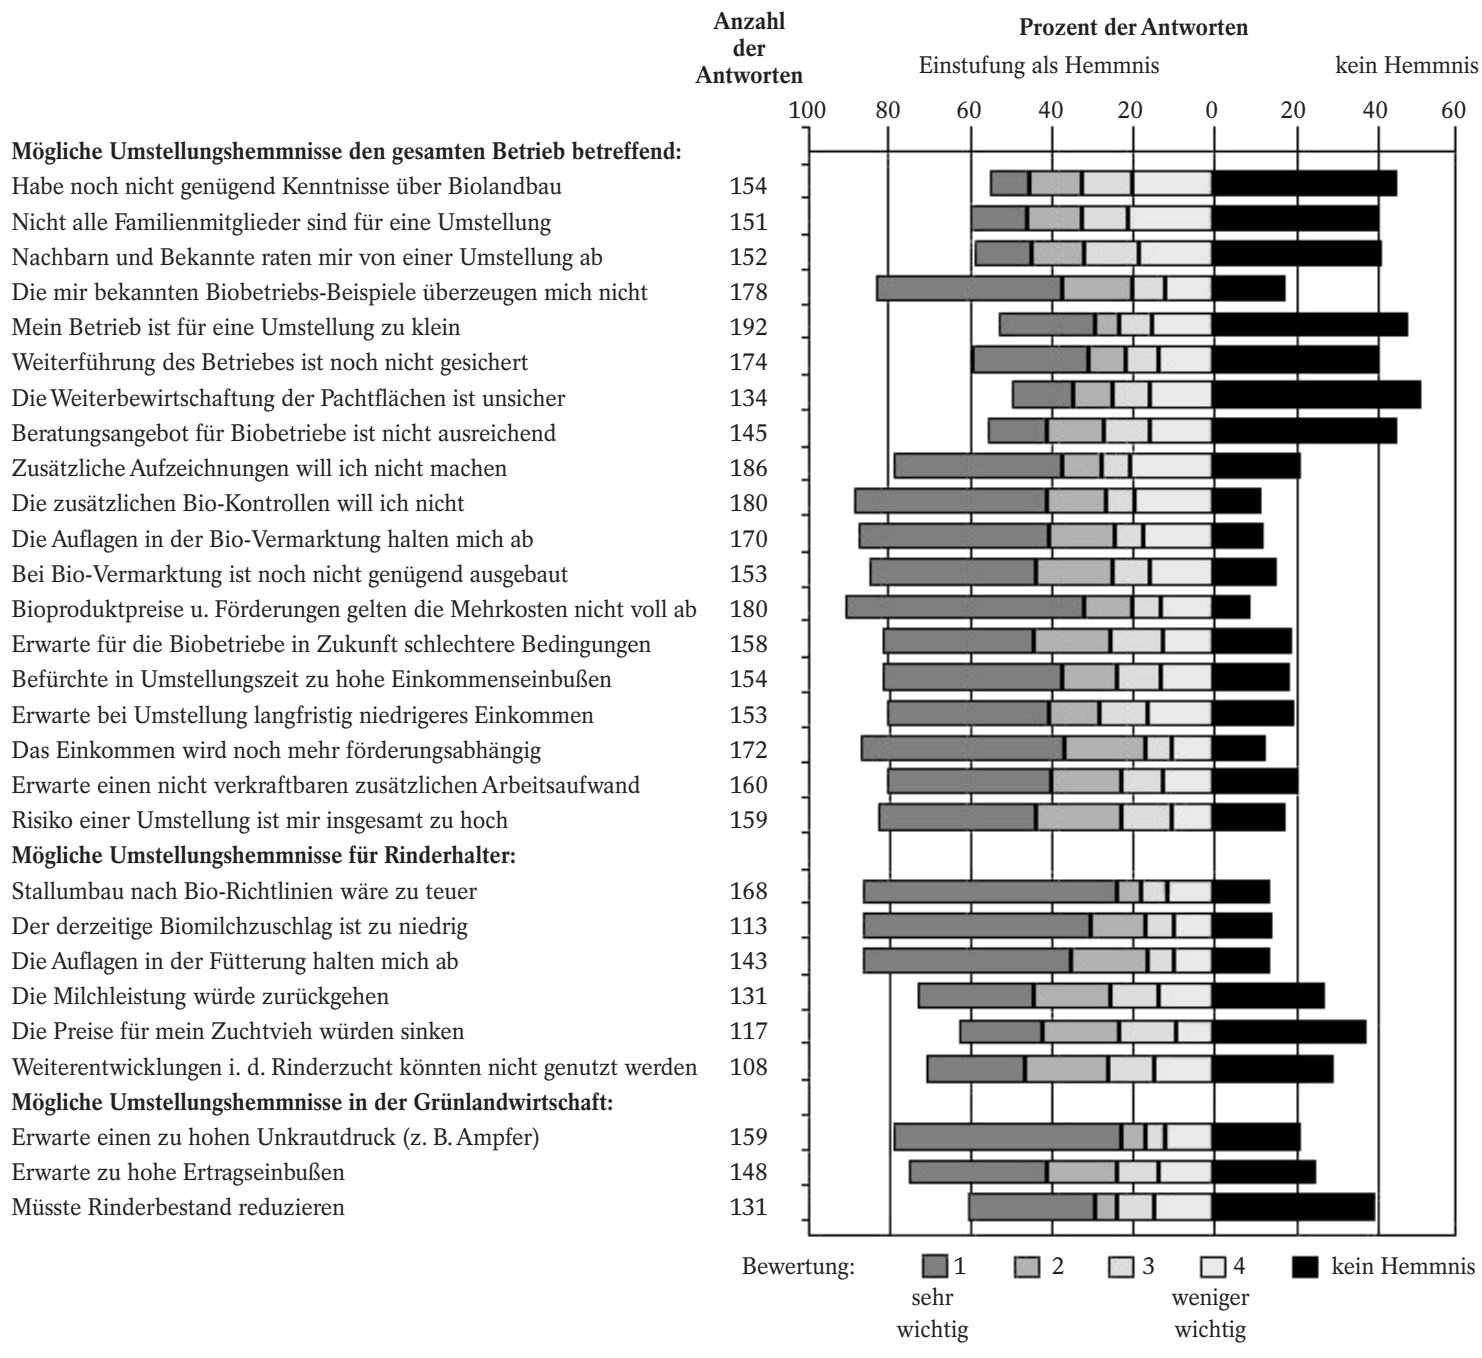 Anzahl der Antworten
Prozent der Antworten
Einstufung als Hemmnis kein Hemmnis
100 80 60 40 20 0 20 40 60
Mögliche Umstellungshemmnisse den gesamten Betrieb betreffend:
Habe noch nicht genügend Kenntnisse über Biolandbau 154
Nicht alle Familienmitglieder sind für eine Umstellung 151
Nachbarn und Bekannte raten mir von einer Umstellung ab 152
Die mir bekannten Biobetriebs-Beispiele überzeugen mich nicht 178
Mein Betrieb ist für eine Umstellung zu klein 192
Weiterführung des Betriebes ist noch nicht gesichert 174
Die Weiterbewirtschaftung der Pachtflächen ist unsicher 134
Beratungsangebot für Biobetriebe ist nicht ausreichend 145
Zusätzliche Aufzeichnungen will ich nicht machen 186
Die zusätzlichen Bio-Kontrollen will ich nicht 180
Die Auflagen in der Bio-Vermarktung halten mich ab 170
Bei Bio-Vermarktung ist noch nicht genügend ausgebaut 153
Bioproduktpreise u. Förderungen gelten die Mehrkosten nicht voll ab 180
Erwarte für die Biobetriebe in Zukunft schlechtere Bedingungen 158
Befürchte in Umstellungszeit zu hohe Einkommenseinbußen 154
Erwarte bei Umstellung langfristig niedrigeres Einkommen 153
Das Einkommen wird noch mehr förderungsabhängig 172
Erwarte einen nicht verkraftbaren zusätzlichen Arbeitsaufwand 160
Risiko einer Umstellung ist mir insgesamt zu hoch 159
Mögliche Umstellungshemmnisse für Rinderhalter:
Stallumbau nach Bio-Richtlinien wäre zu teuer 168
Der derzeitige Biomilchzuschlag ist zu niedrig 113
Die Auflagen in der Fütterung halten mich ab 143
Die Milchleistung würde zurückgehen 131
Die Preise für mein Zuchtvieh würden sinken 117
Weiterentwicklungen i. d. Rinderzucht könnten nicht genutzt werden 108
Mögliche Umstellungshemmnisse in der Grünlandwirtschaft:
Erwarte einen zu hohen Unkrautdruck (z. B. Ampfer) 159
Erwarte zu hohe Ertragseinbußen 148
Müsste Rinderbestand reduzieren 131
Bewertung: 1 2 3 4 kein Hemmnis
sehr weniger
wichtig wichtig